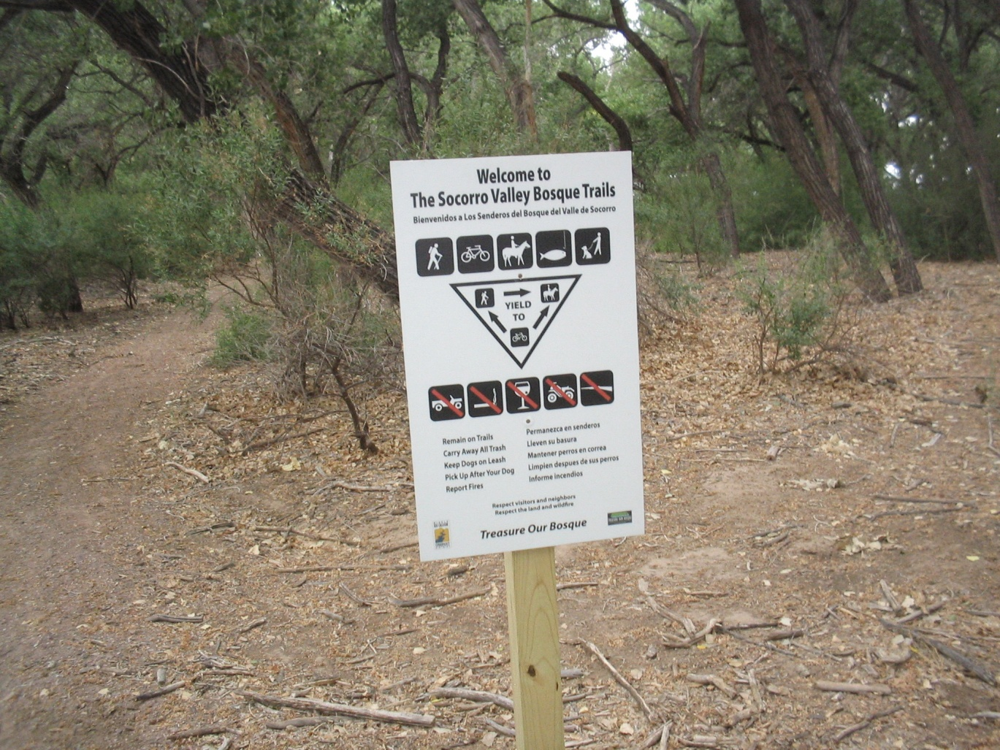 Welcome to
The Socorro Valley Bosque Trails
Bienvenidos a Los Senderos del Bosque del Valle de Socorro
YIELD
TO
Remain on Trails
Carry Away All Trash
Keep Dogs on Leash
Pick Up After Your Dog
Report Fires
Permanezca en senderos
Lleven su basura
Mantener perros en correa
Limpien despues de sus perros
Informe incendios
Respect visitors and neighbors
Respect the land and wildfire
Treasure Our Bosque